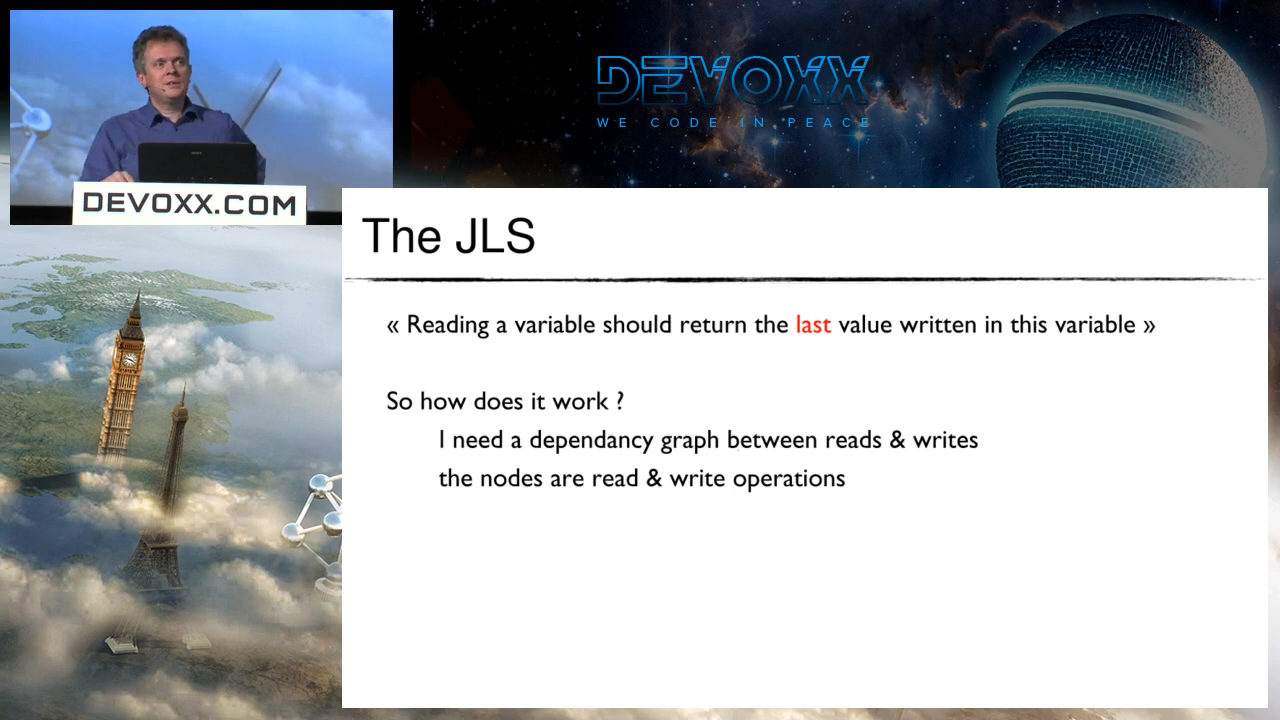 DEVOXX
WE CODE IN PEACE
DEVOXX.COM
The JLS
« Reading a variable should return the last value written in this variable »
So how does it work ?
I need a dependancy graph between reads & writes
the nodes are read & write operations